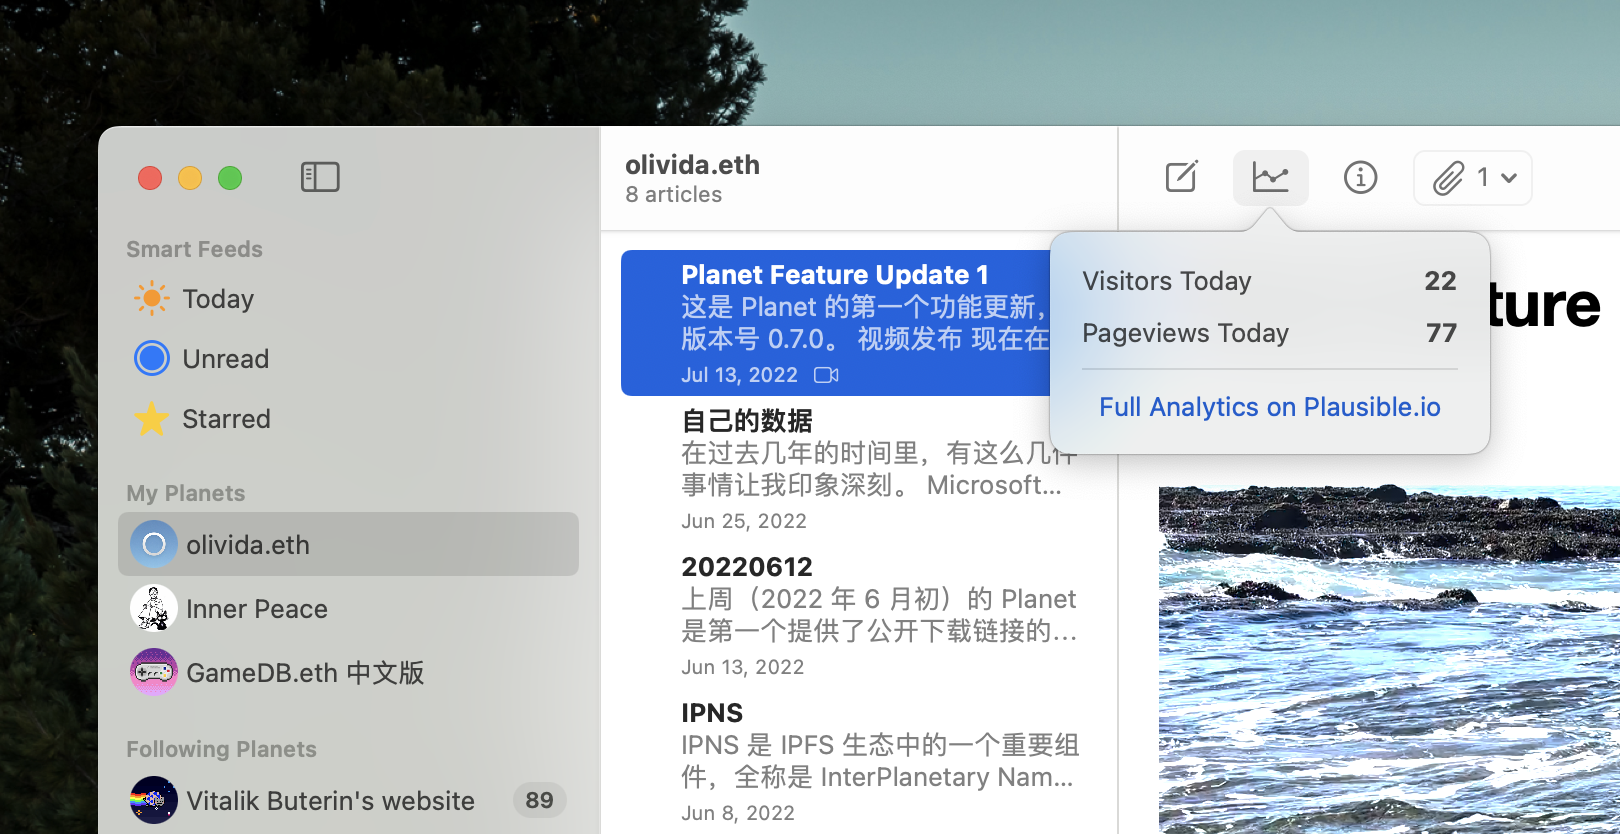 Smart Feeds
Today
Unread
Starred
My Planets
olivida.eth
Inner Peace
GameDB.eth 中文版
Following Planets
Vitalik Buterin's website 89
olivida.eth
8 articles
Planet Feature Update 1
这是 Planet 的第一个功能更新，
版本号 0.7.0。 视频发布 现在在
Jul 13, 2022
自己的数据
在过去几年的时间里，有这么几件
事情让我印象深刻。 Microsoft...
Jun 25, 2022
20220612
上周（2022 年 6 月初）的 Planet
是第一个提供了公开下载链接的...
Jun 13, 2022
IPNS
IPNS 是 IPFS 生态中的一个重要组
件，全称是 InterPlanetary Nam...
Jun 8, 2022
1
Visitors Today 22
Pageviews Today 77
Full Analytics on Plausible.io
ture